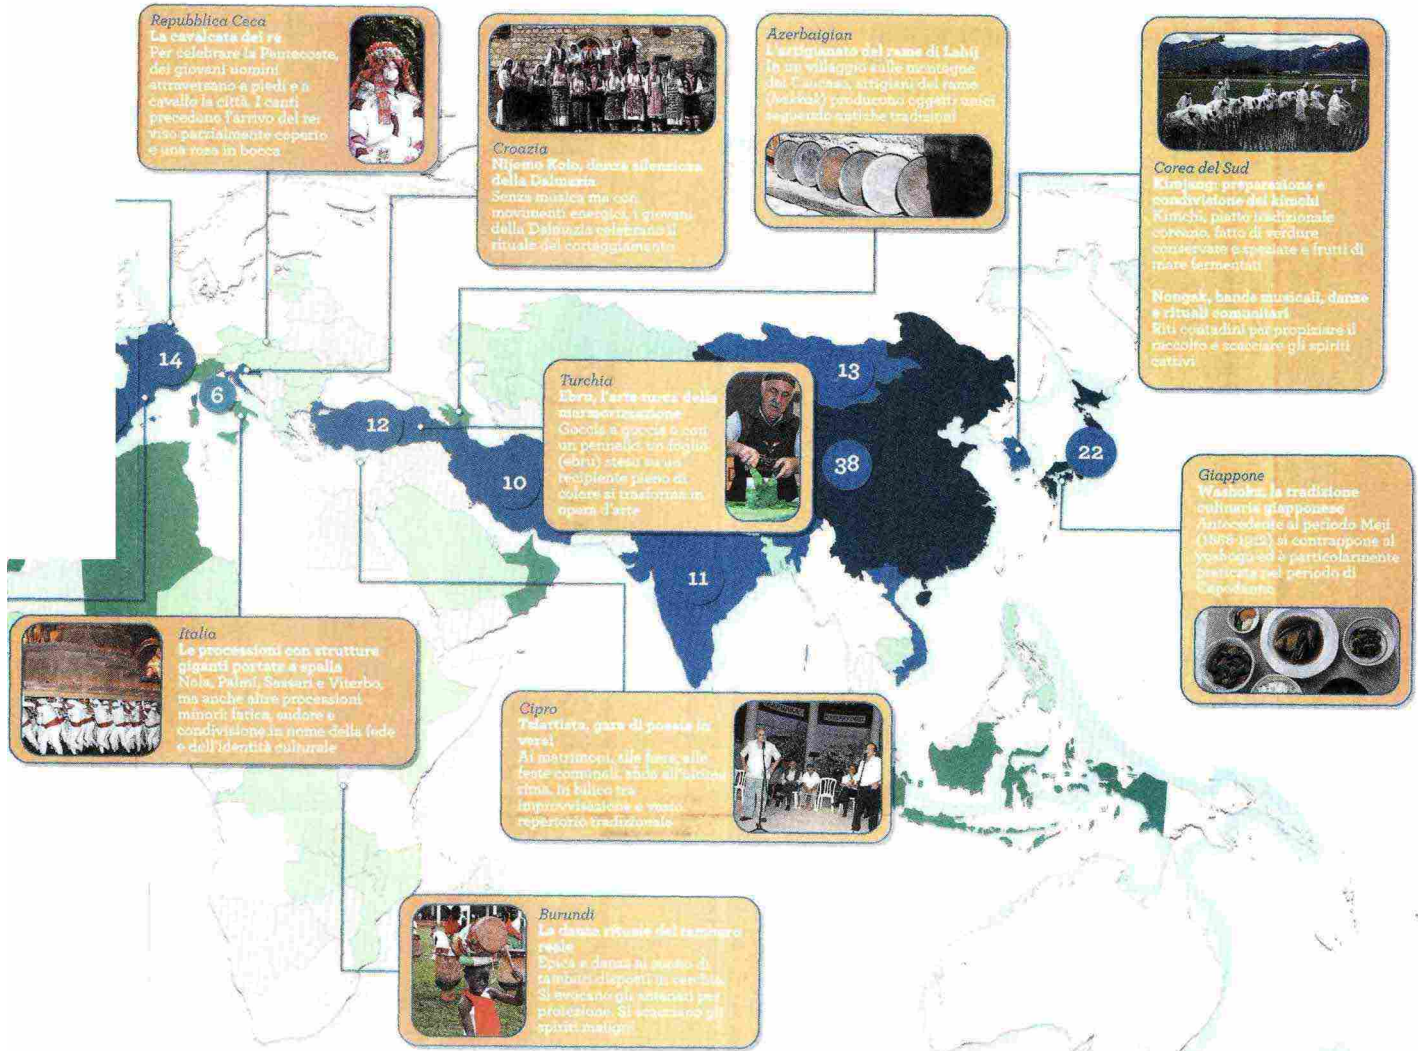 Repubblica Ceca
La cavalcata dei re
Per celebrare la Pentecoste,
dei giovani uomini
attraversano a piedi e a
cavallo la città. I canti
precedono l'arrivo del re:
viso parzialmente coperto
e una rosa in bocca
Croazia
Nijemo Kolo, danza silenziosa
della Dalmazia
Senza musica ma con
movimenti energici, i giovani
della Dalmazia celebrano il
rituale del corteggiamento
Azerbaigian
L'artigianato del rame di Lahij
In un villaggio sulle montagne
del Caucaso, artigiani del rame
producono oggetti unici
seguendo antiche tradizioni
Corea del Sud
Kimjang: preparazione e
condivisione del kimchi
Kimchi, piatto tradizionale
coreano, fatto di verdure
conservate e speziate e frutti di
mare fermentati
Nongak, bande musicali, danze
e rituali comunitari
Riti contadini per propiziare il
raccolto e scacciare gli spiriti
cattivi
14
6
12
10
13
38
22
11
Turchia
Ebru, l'arte turca della
marmorizzazione
Goccia a goccia o con
un pennello, un foglio
(ebru) steso su un
recipiente pieno di
colore si trasforma in
opera d'arte
Giappone
Washoku, la tradizione
culinaria giapponese
Antecedente al periodo Meji
(1868-1912) si contrappone al
yoshoqu ed è particolarmente
praticata nel periodo di
Capodanno
Italia
Le processioni con strutture
giganti portate a spalla
Nola, Palmi, Sassari e Viterbo,
ma anche altre processioni
minori: fatica, sudore e
condivisione in nome della fede
e dell'identità culturale
Cipro
Tsiattista, gara di poesia in
versi
Ai matrimoni, alle fiere, alle
feste comunali, sfida all'ultima
rima, in bilico tra
improvvisazione e vasto
repertorio tradizionale
Burundi
La danza rituale del tamburo
reale
Epica e danza al suono di
tamburi disposti in cerchio.
Si evocano gli antenati per
protezione. Si scacciano gli
spiriti maligni